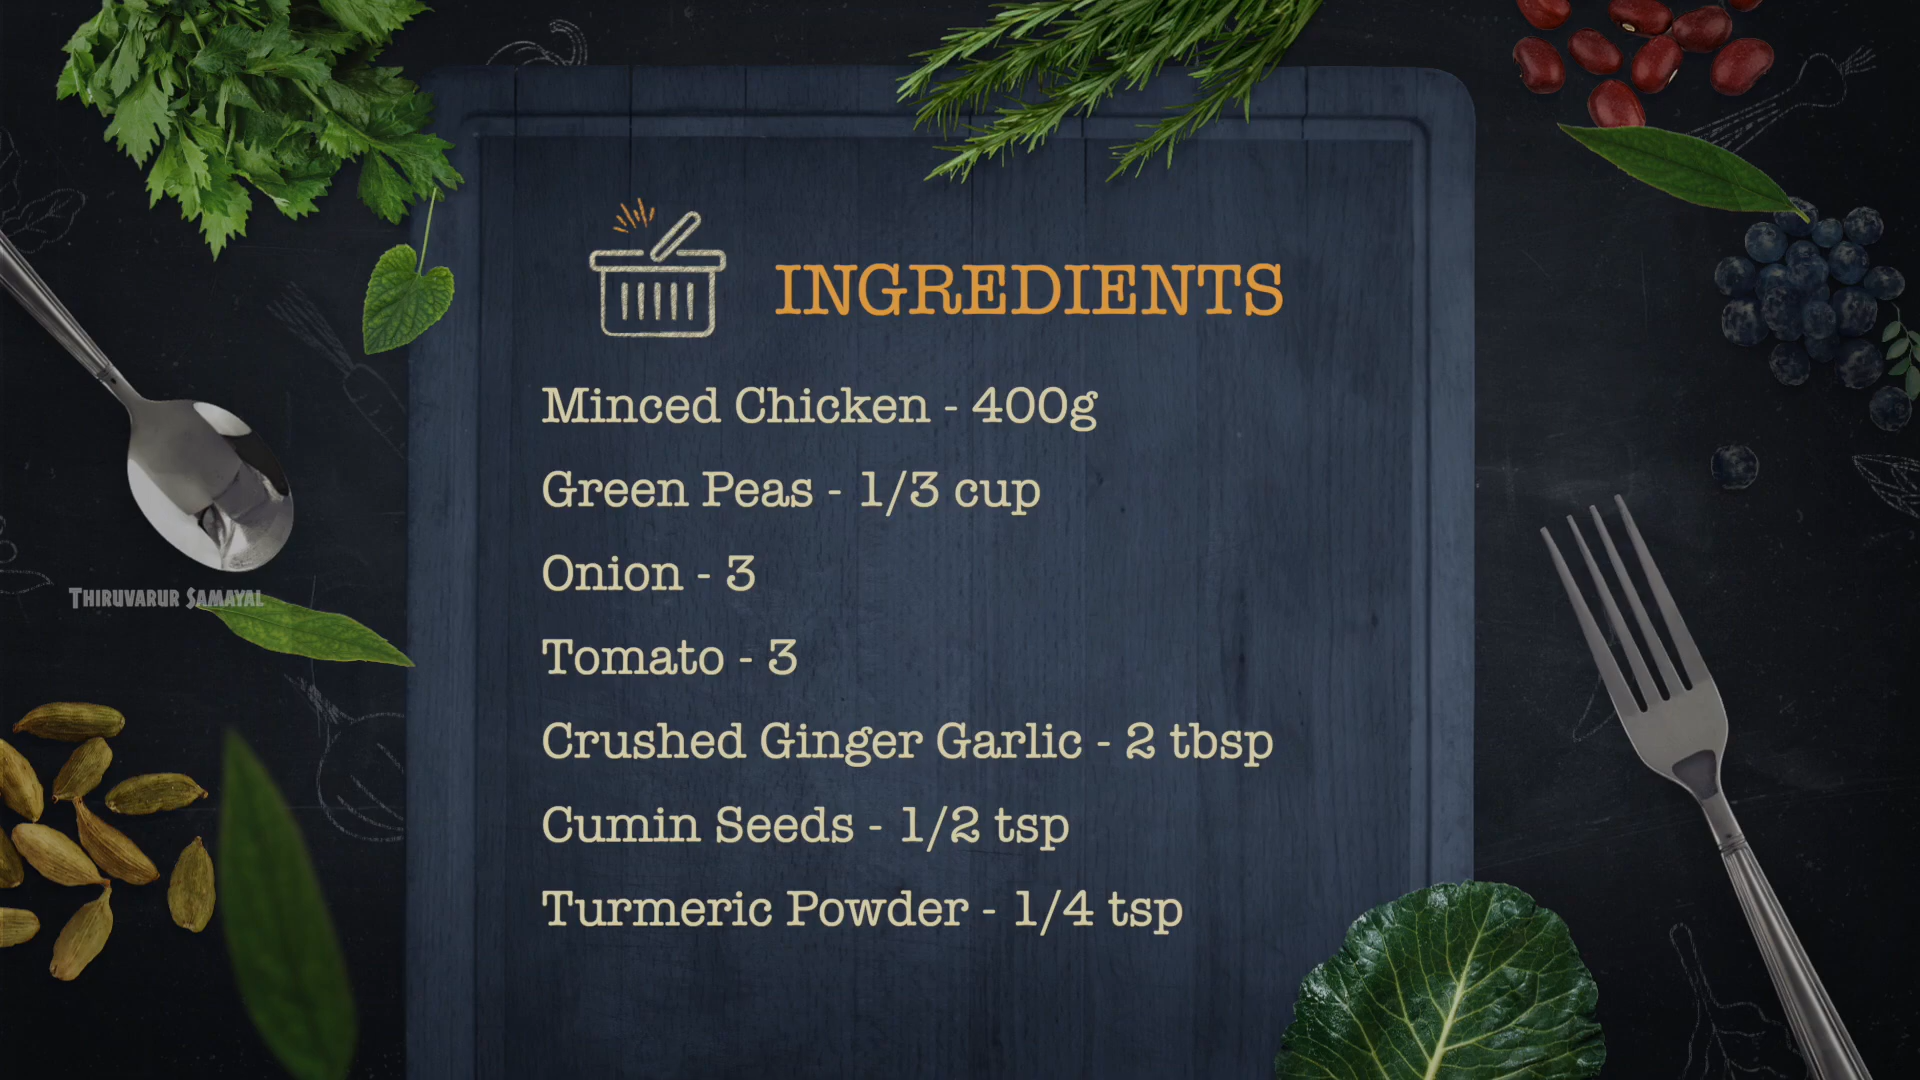 INGREDIENTS
Minced Chicken - 400g
Green Peas - 1/3 cup
Onion - 3
Tomato - 3
Crushed Ginger Garlic - 2 tbsp
Cumin Seeds - 1/2 tsp
Turmeric Powder - 1/4 tsp
THIRUVARUR SAMAYAL